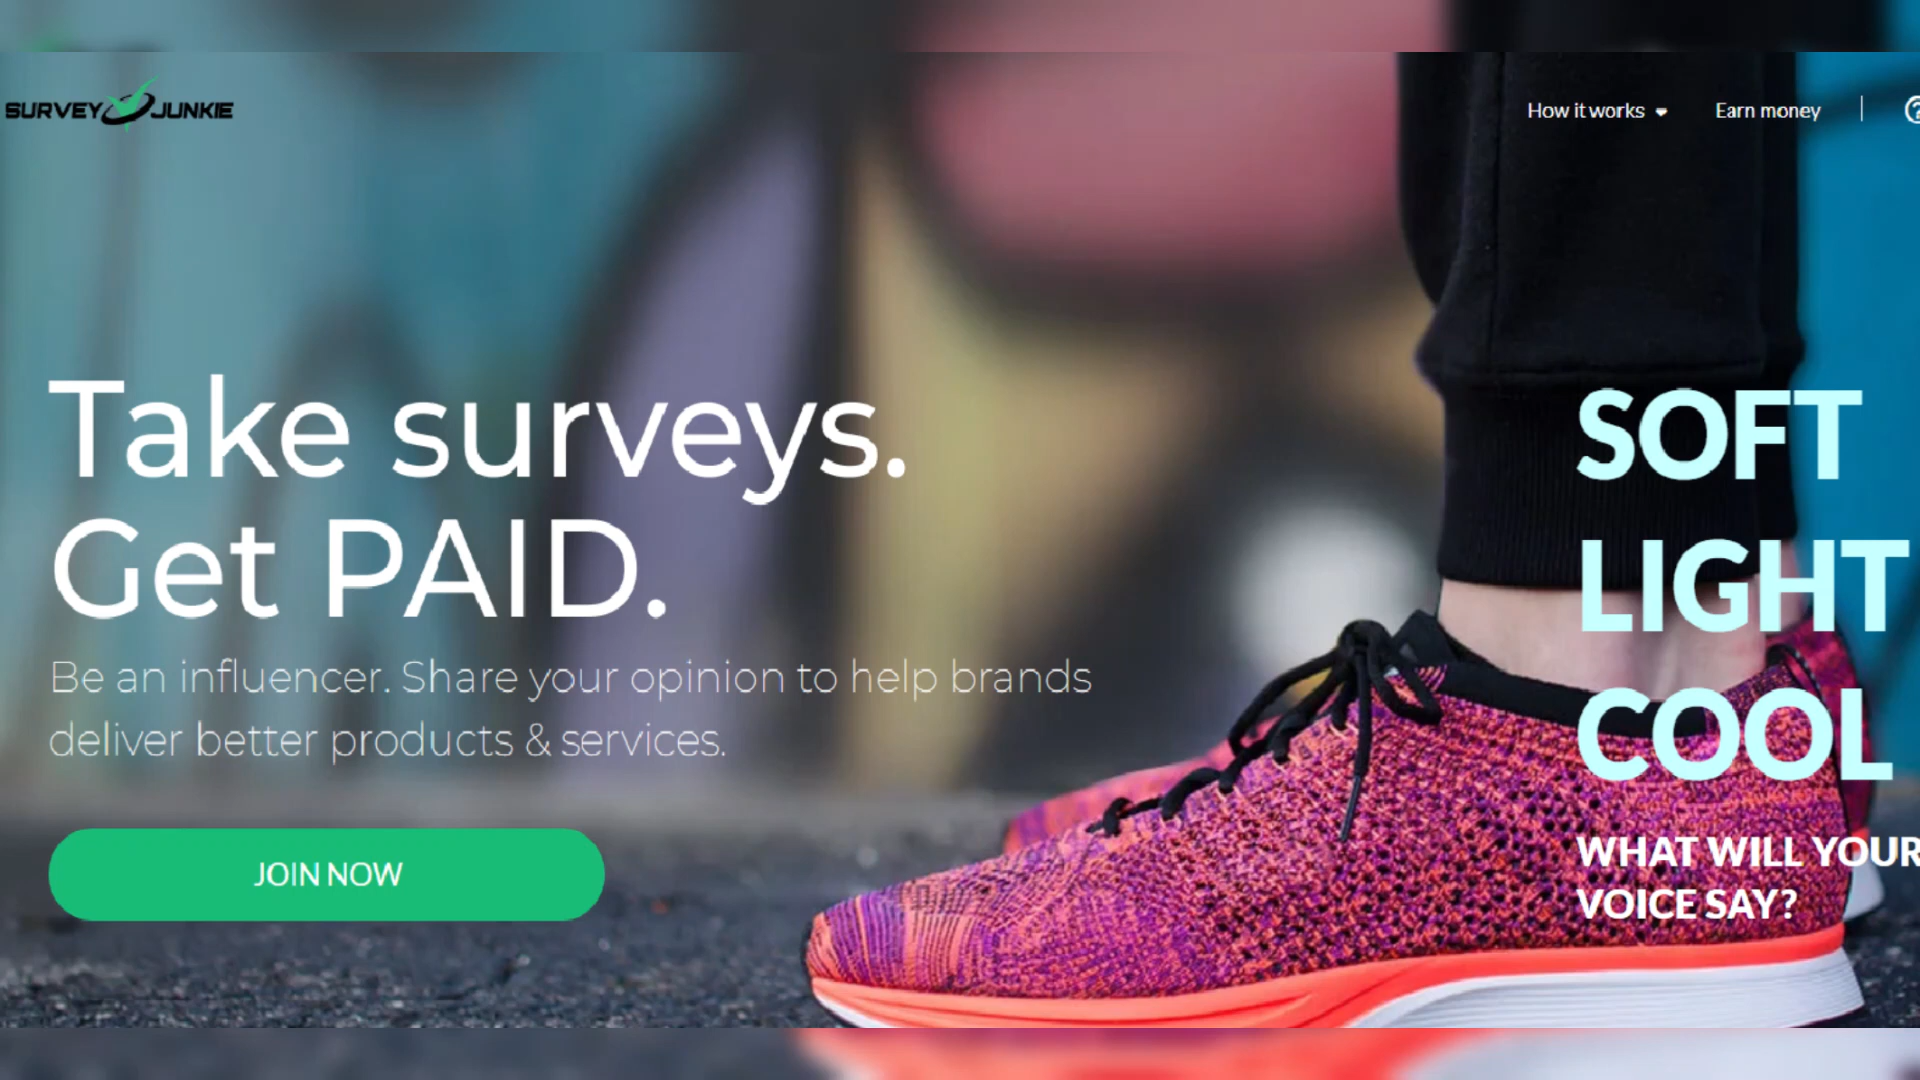 SURVEY JUNKIE
How it works
Earn money
Take surveys.
Get PAID.
Be an influencer. Share your opinion to help brands
deliver better products & services.
JOIN NOW
SOFT
LIGHT
COOL
WHAT WILL YOUR
VOICE SAY?